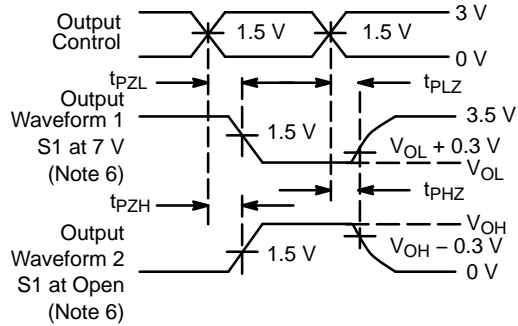 Output
Control
1.5 V
1.5 V
3 V
0 V
tPZL
tPLZ
Output
Waveform 1
S1 at 7 V
(Note 6)
1.5 V
3.5 V
VOL + 0.3 V
VOL
tPZH
tPHZ
Output
Waveform 2
S1 at Open
(Note 6)
1.5 V
VOH
VOH – 0.3 V
0 V